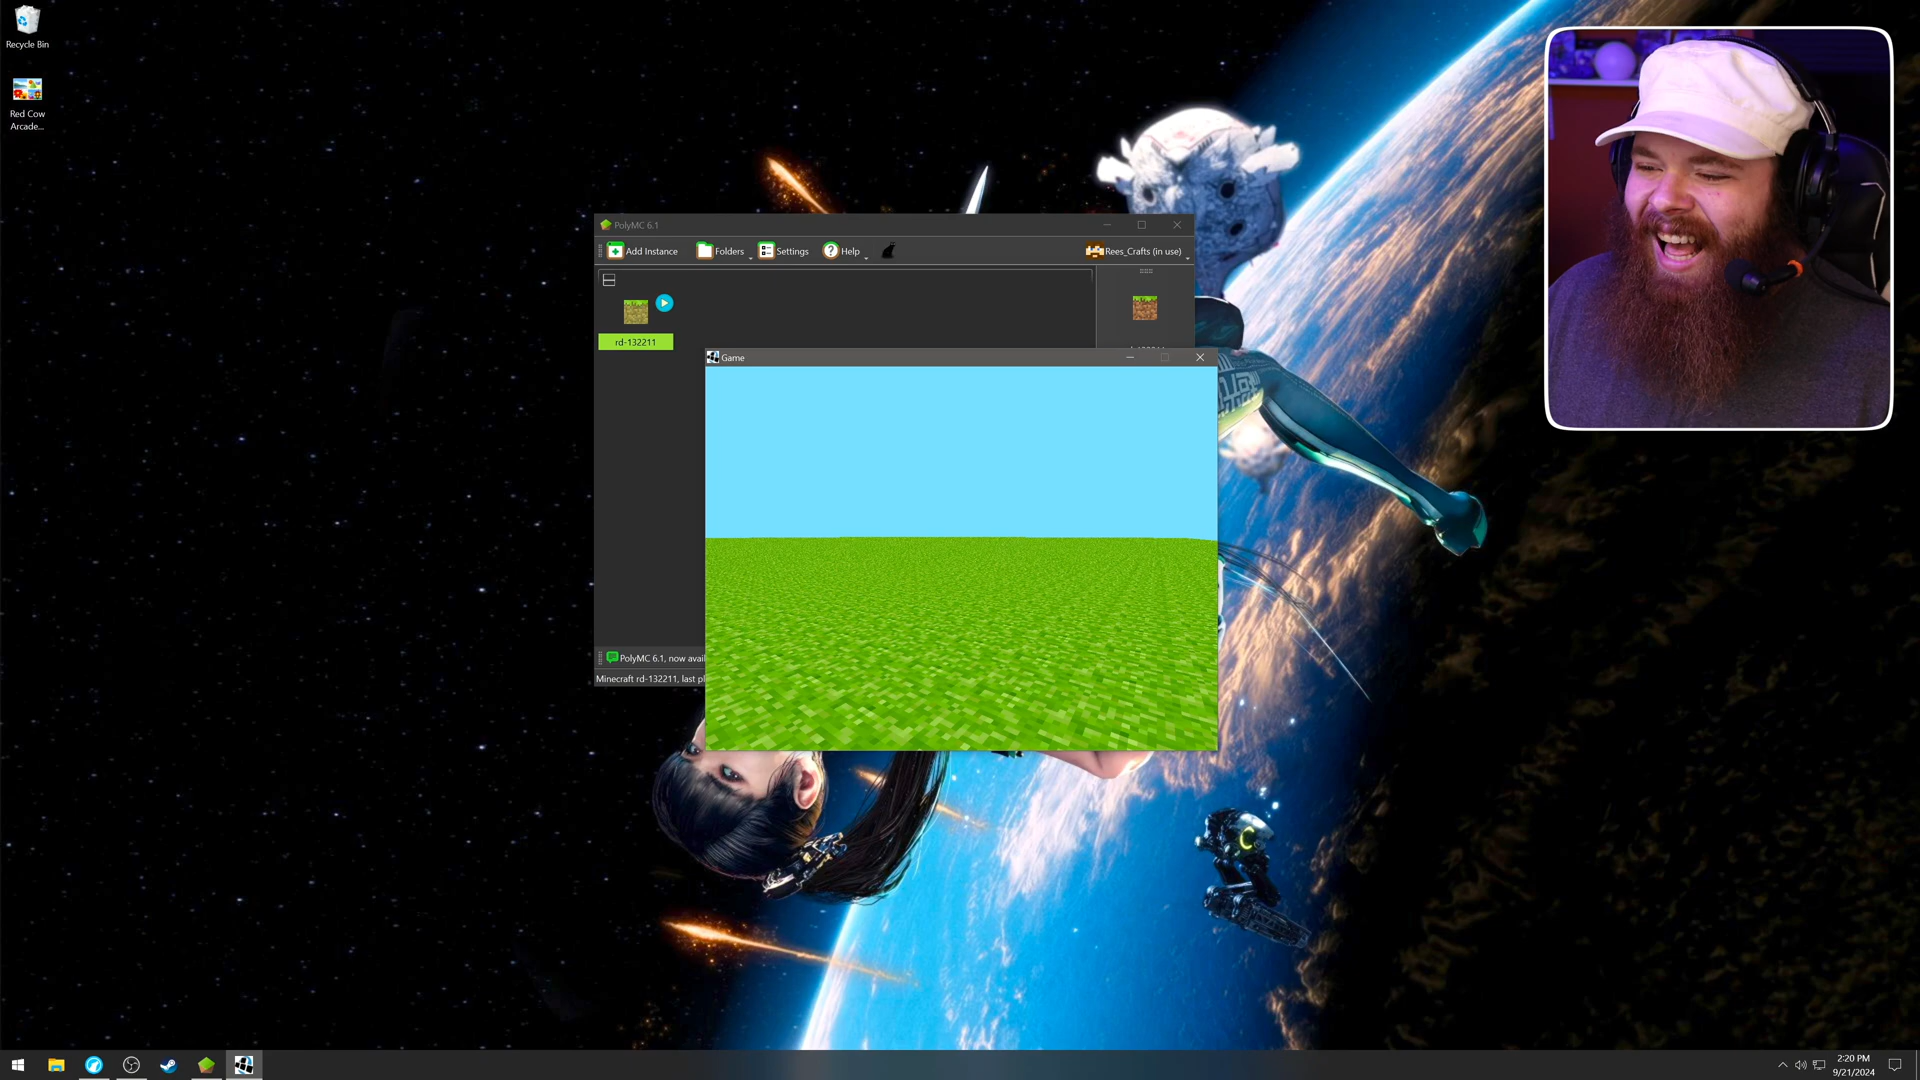 Recycle Bin
Red Cow
Arcade...
PolyMC 6.1
Add Instance
Folders
Settings
Help
Rees_Crafts (in use)
rd-132211
Game
PolyMC 6.1, now avail
Minecraft rd-132211, last pl
2:20 PM
9/21/2024